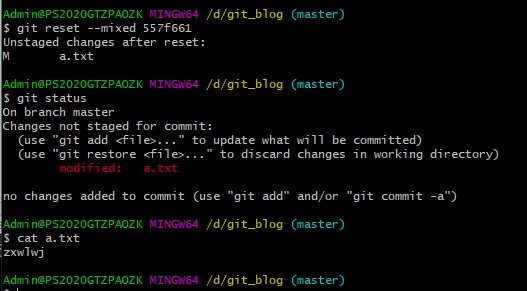 Admin@PS2020GTZPAOZK MINGW64 /d/git_blog (master)
$ git reset --mixed 557f661
Unstaged changes after reset:
M       a.txt
Admin@PS2020GTZPAOZK MINGW64 /d/git_blog (master)
$ git status
On branch master
Changes not staged for commit:
  (use "git add <file>..." to update what will be committed)
  (use "git restore <file>..." to discard changes in working directory)
        modified:   a.txt
no changes added to commit (use "git add" and/or "git commit -a")
Admin@PS2020GTZPAOZK MINGW64 /d/git_blog (master)
$ cat a.txt
zxwlwj
Admin@PS2020GTZPAOZK MINGW64 /d/git_blog (master)